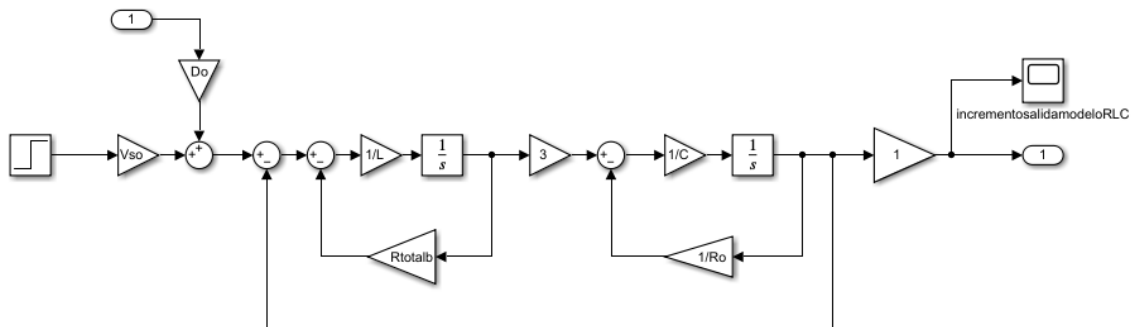 1
Do
+
+
Vso
+
−
+
−
1/L
1
s
3
+
−
1/C
1
s
1
incrementosalidamodeloRLC
1
Rtotalb
1/Ro